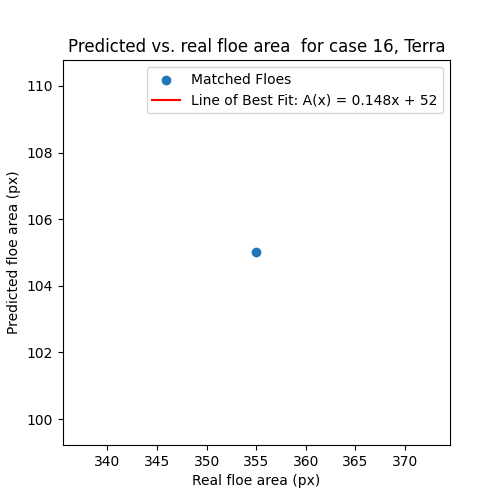 Predicted vs. real floe area  for case 16, Terra
Matched Floes
Line of Best Fit: A(x) = 0.148x + 52
110
108
106
104
102
100
Predicted floe area (px)
340 345 350 355 360 365 370
Real floe area (px)